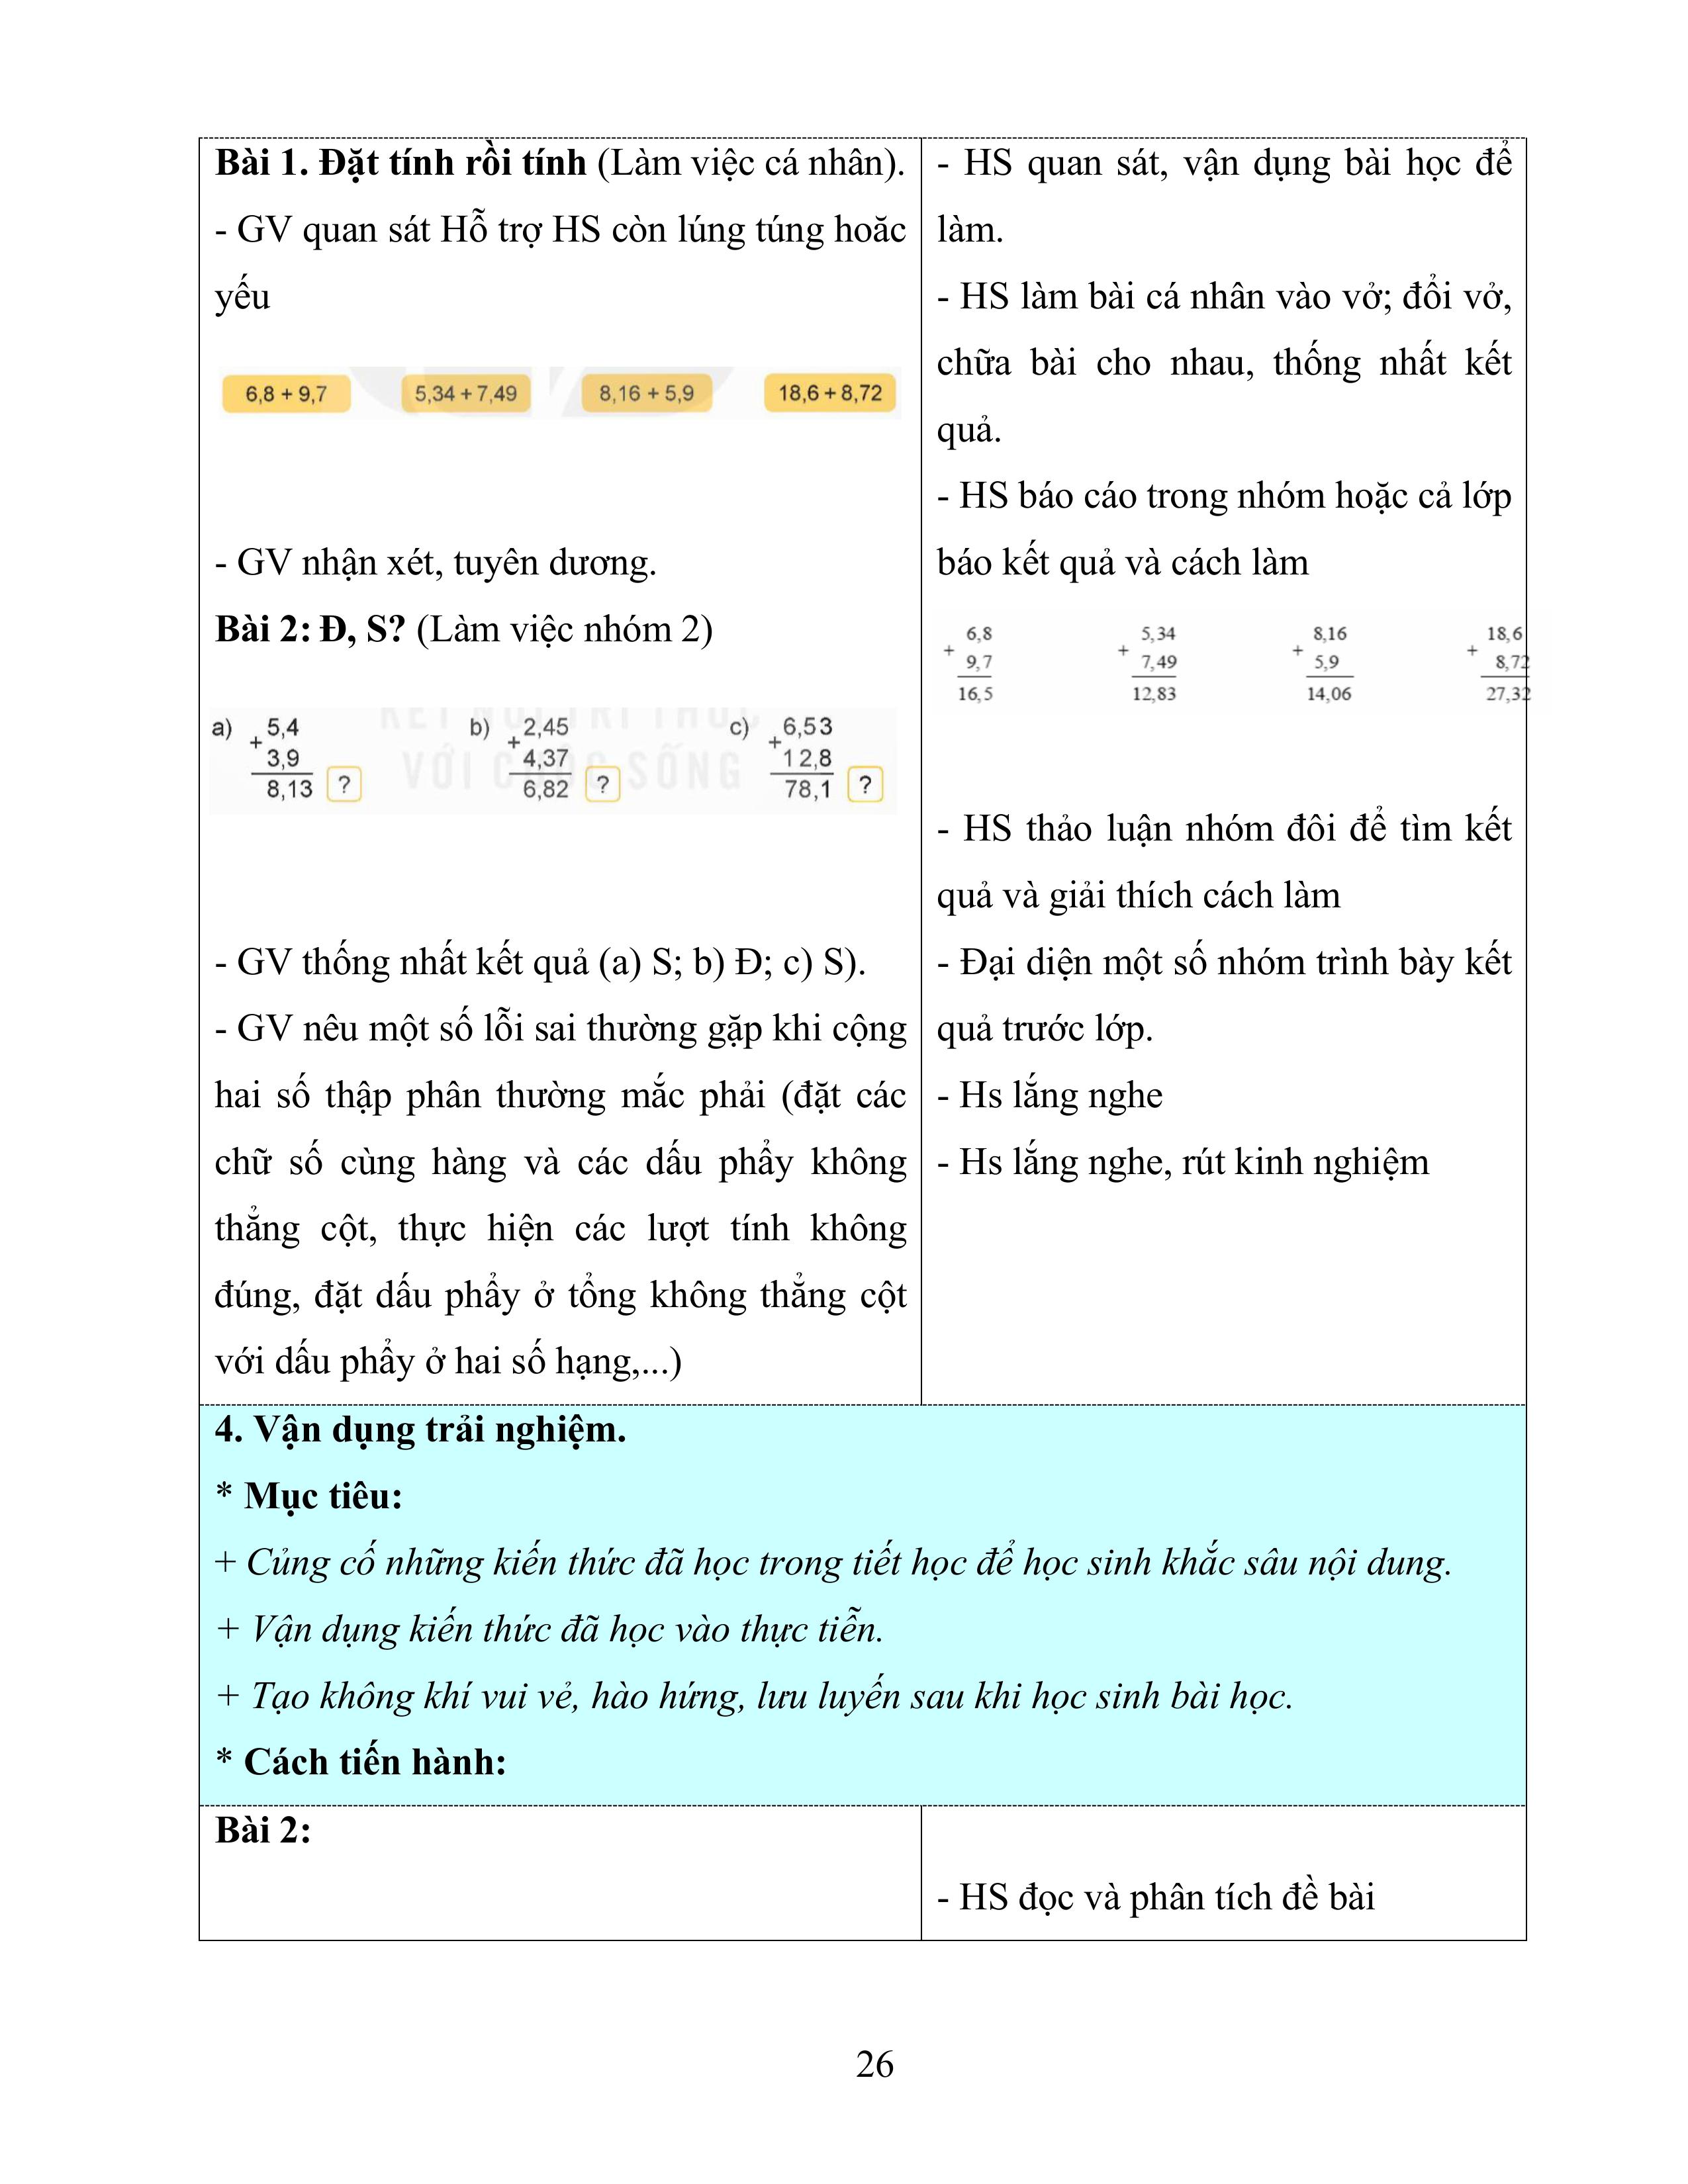 Bài 1. Đặt tính rồi tính (Làm việc cá nhân).
- GV quan sát Hỗ trợ HS còn lúng túng hoăc
yếu
6,8 + 9,7 5,34 + 7,49 8,16 + 5,9 18,6 + 8,72
- GV nhận xét, tuyên dương.
Bài 2: Đ, S? (Làm việc nhóm 2)
KẾT NỐI TRI THỨC
VỚI CUỘC SỐNG
a) 5,4 b) 2,45 c) 6,53
+ + +
3,9 4,37 12,8
8,13 ? 6,82 ? 78,1 ?
- GV thống nhất kết quả (a) S; b) Đ; c) S).
- GV nêu một số lỗi sai thường gặp khi cộng
hai số thập phân thường mắc phải (đặt các
chữ số cùng hàng và các dấu phẩy không
thẳng cột, thực hiện các lượt tính không
đúng, đặt dấu phẩy ở tổng không thẳng cột
với dấu phẩy ở hai số hạng,...)
- HS quan sát, vận dụng bài học để
làm.
- HS làm bài cá nhân vào vở; đổi vở,
chữa bài cho nhau, thống nhất kết
quả.
- HS báo cáo trong nhóm hoặc cả lớp
báo kết quả và cách làm
6,8 5,34 8,16 18,6
+ + + +
9,7 7,49 5,9 8,72
16,5 12,83 14,06 27,32
- HS thảo luận nhóm đôi để tìm kết
quả và giải thích cách làm
- Đại diện một số nhóm trình bày kết
quả trước lớp.
- Hs lắng nghe
- Hs lắng nghe, rút kinh nghiệm
4. Vận dụng trải nghiệm.
* Mục tiêu:
+ Củng cố những kiến thức đã học trong tiết học để học sinh khắc sâu nội dung.
+ Vận dụng kiến thức đã học vào thực tiễn.
+ Tạo không khí vui vẻ, hào hứng, lưu luyến sau khi học sinh bài học.
* Cách tiến hành:
Bài 2:
- HS đọc và phân tích đề bài
26